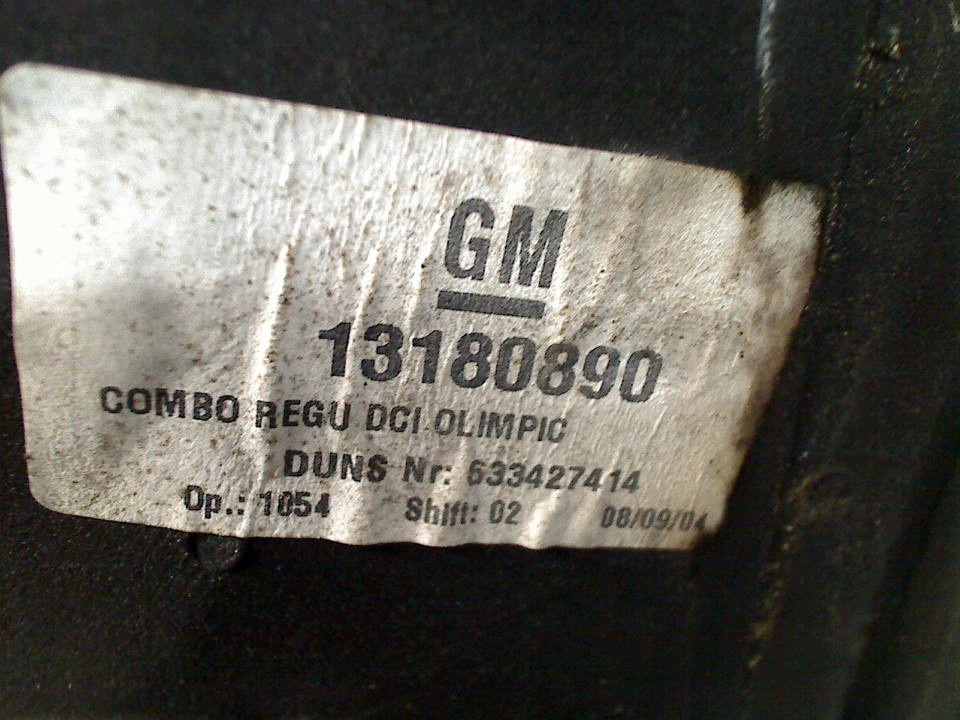 GM
13180890
COMBO REGU DCI OLIMPIC
DUNS Nr: 633427414
Op.: 1054 Shift: 02 08/09/04